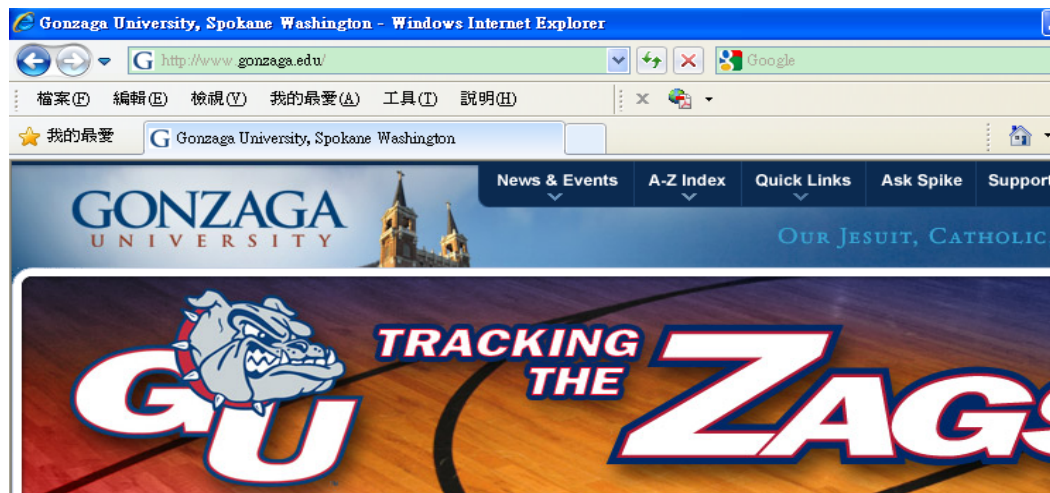 Gonzaga University, Spokane Washington - Windows Internet Explorer
G http://www.gonzaga.edu/ Google
檔案(F) 編輯(E) 檢視(V) 我的最愛(A) 工具(T) 說明(H)
我的最愛 G Gonzaga University, Spokane Washington
News & Events A-Z Index Quick Links Ask Spike Support
GONZAGA
UNIVERSITY
OUR JESUIT, CATHOLIC
GU
TRACKING
THE
ZAGS